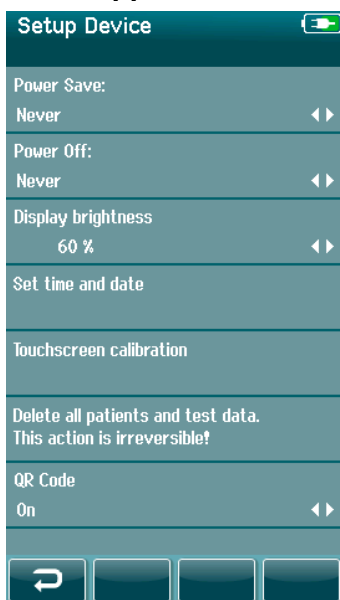 Setup Device
Power Save:
Never
Power Off:
Never
Display brightness
60 %
Set time and date
Touchscreen calibration
Delete all patients and test data.
This action is irreversible!
QR Code
On